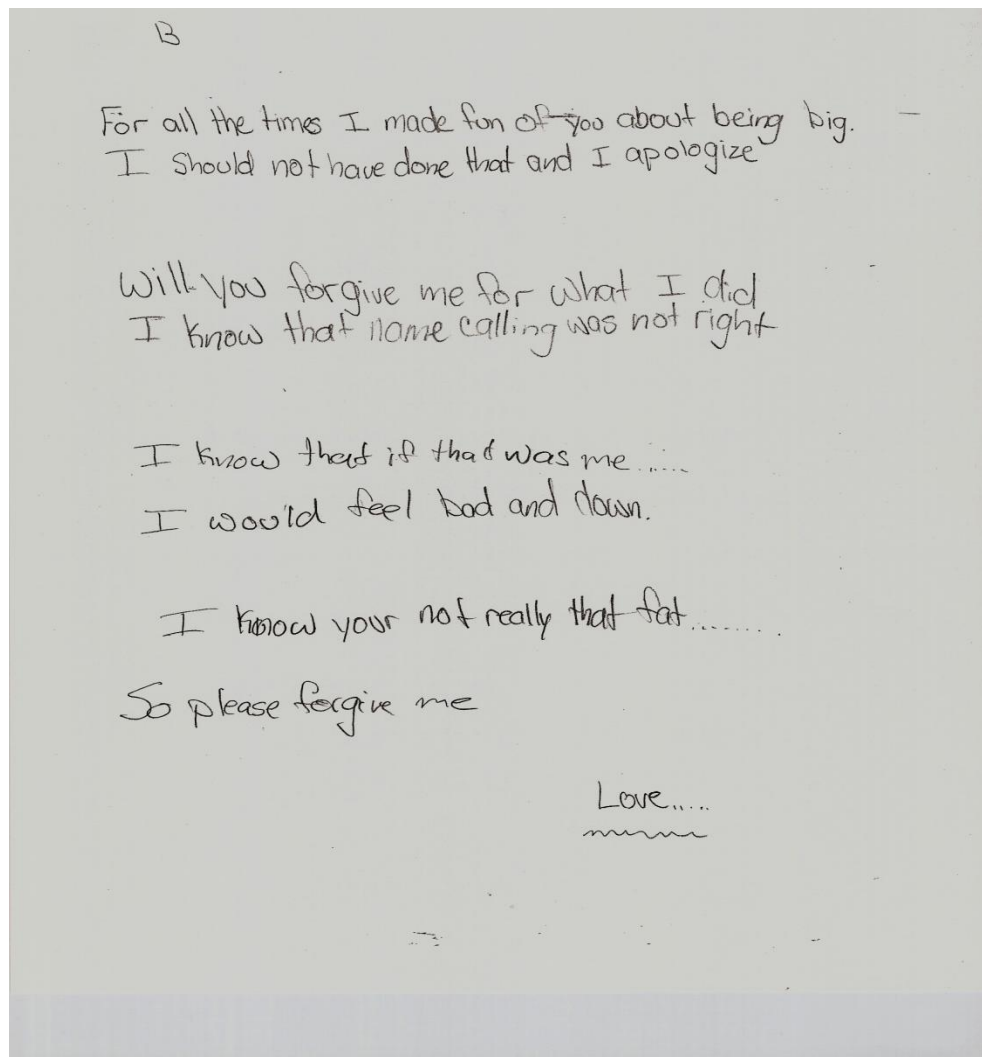 B
For all the times I made fun of you about being big.
I Should not have done that and I apologize
Will you forgive me for what I did
I know that name calling was not right
I know that if that was me......
I would feel bad and down.
I know your not really that fat........
So please forgive me
Love.....